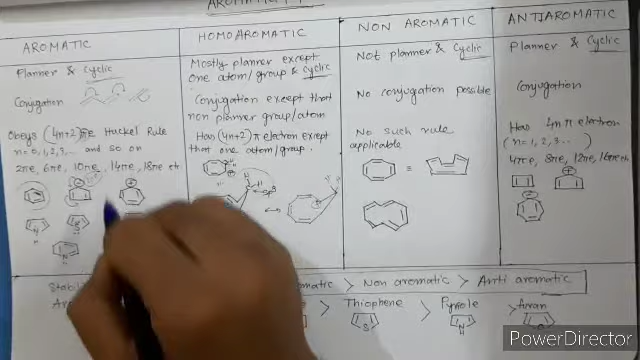 AROMATIC
Planner & Cyclic
Conjugation
Obeys (4n+2)πe Huckel Rule
n=0,1,2,3... and so on
2πe, 6πe, 10πe, 14πe, 18πe etc
HOMOAROMATIC
Mostly planner except
one atom/group & cyclic
Conjugation except that
non planner group/atom
Has (4n+2) π electron except
that one atom/group.
NON AROMATIC
Not planner & Cyclic
No conjugation possible
No such rule
applicable
ANTIAROMATIC
Planner & Cyclic
Conjugation
Has 4n π electron
(n=1,2,3...)
4πe, 8πe, 12πe, 16πe etc
matic > Non aromatic > Anti aromatic
> Thiophene > Pyrrole >
S
N
H
PowerDirector